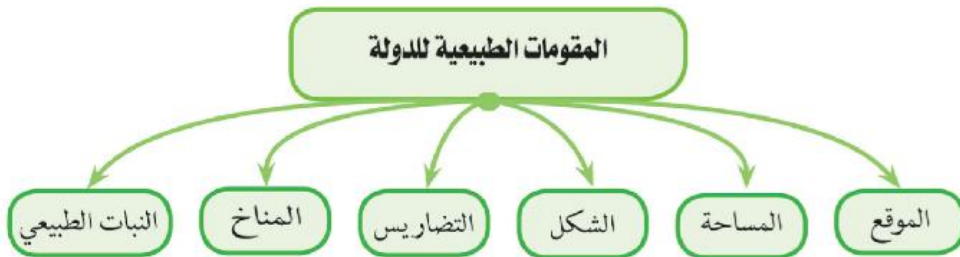 المقومات الطبيعية للدولة
الموقع
المساحة
الشكل
التضاريس
المناخ
النبات الطبيعي